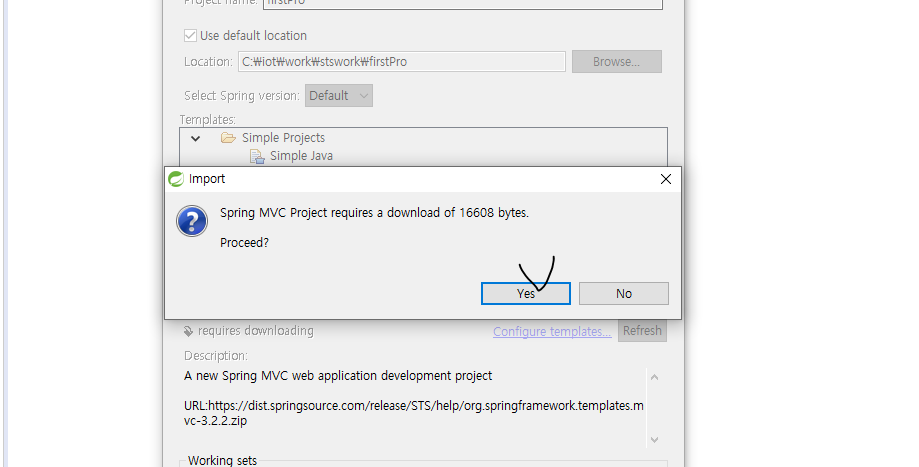 Project name: firstPro
Use default location
Location: C:₩iot₩work₩stswork₩firstPro Browse...
Select Spring version: Default
Templates:
Simple Projects
Simple Java
Import
Spring MVC Project requires a download of 16608 bytes.
Proceed?
Yes No
requires downloading Configure templates... Refresh
Description:
A new Spring MVC web application development project
URL:https://dist.springsource.com/release/STS/help/org.springframework.templates.m
vc-3.2.2.zip
Working sets